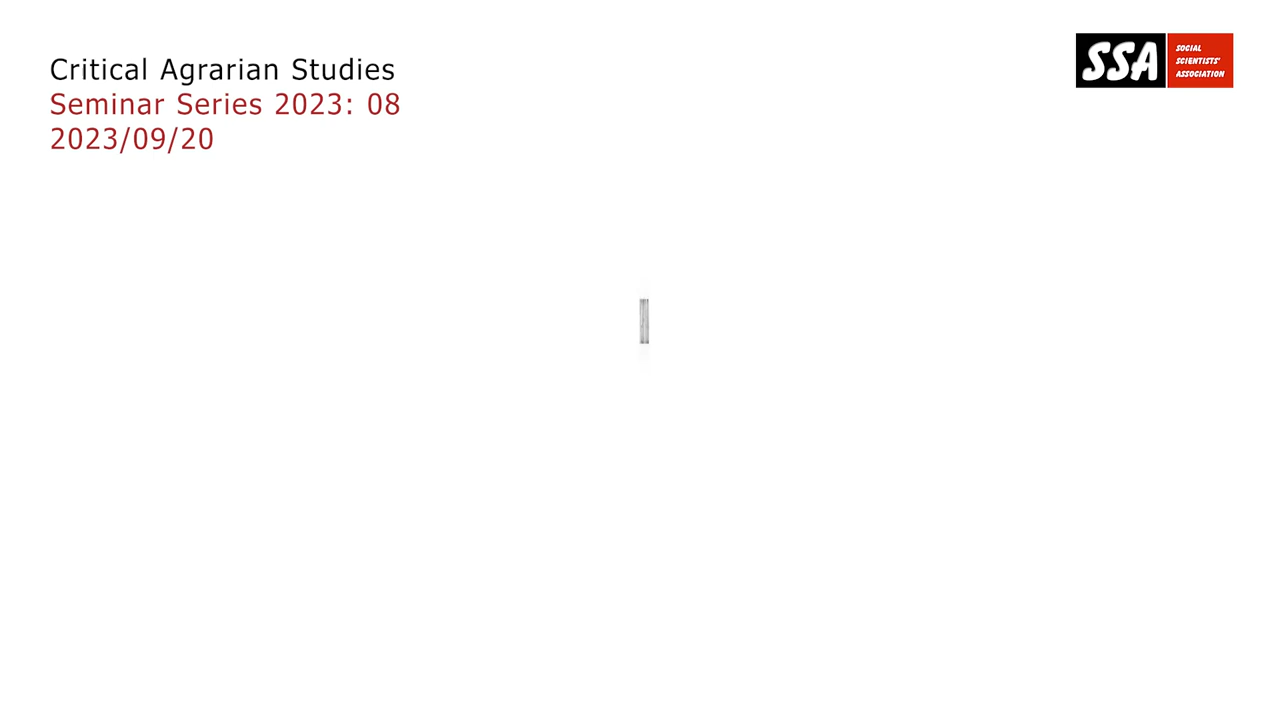 Critical Agrarian Studies
Seminar Series 2023: 08
2023/09/20
SSA
SOCIAL
SCIENTISTS'
ASSOCIATION